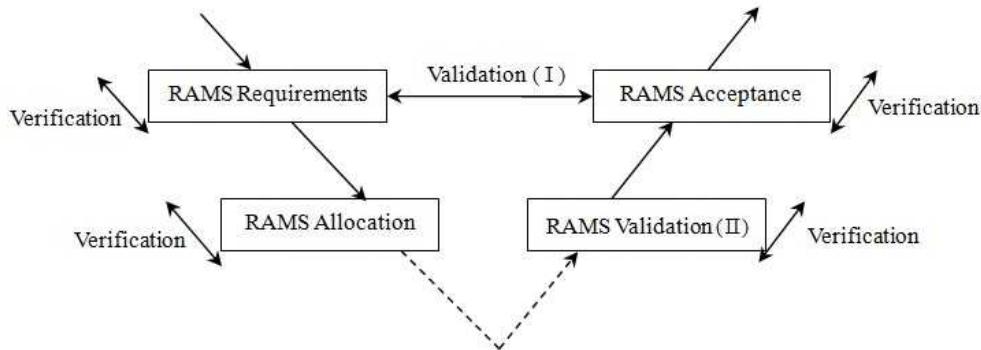 Validation (Ⅰ)
RAMS Requirements
RAMS Acceptance
Verification
Verification
RAMS Allocation
RAMS Validation (Ⅱ)
Verification
Verification